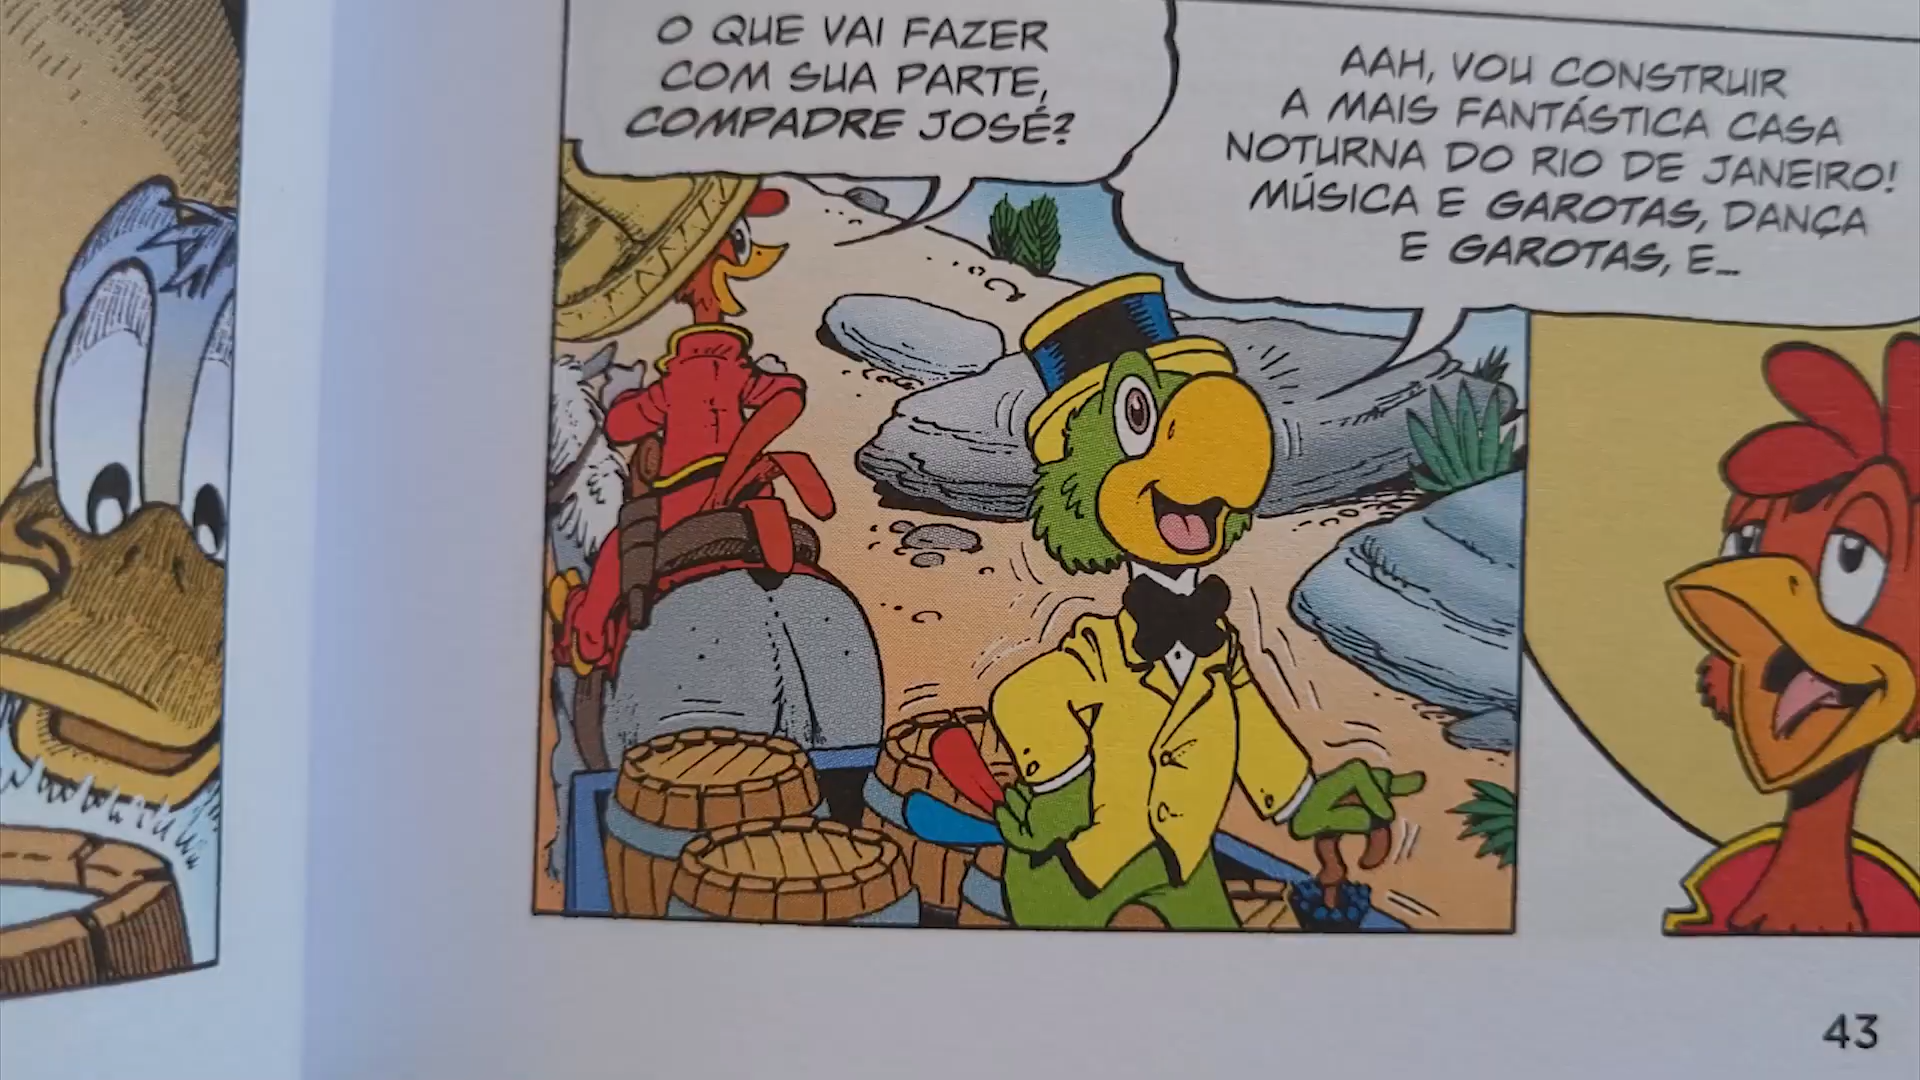 O QUE VAI FAZER
COM SUA PARTE,
COMPADRE JOSÉ?
AAH, VOU CONSTRUIR
A MAIS FANTÁSTICA CASA
NOTURNA DO RIO DE JANEIRO!
MÚSICA E GAROTAS, DANÇA
E GAROTAS, E...
43